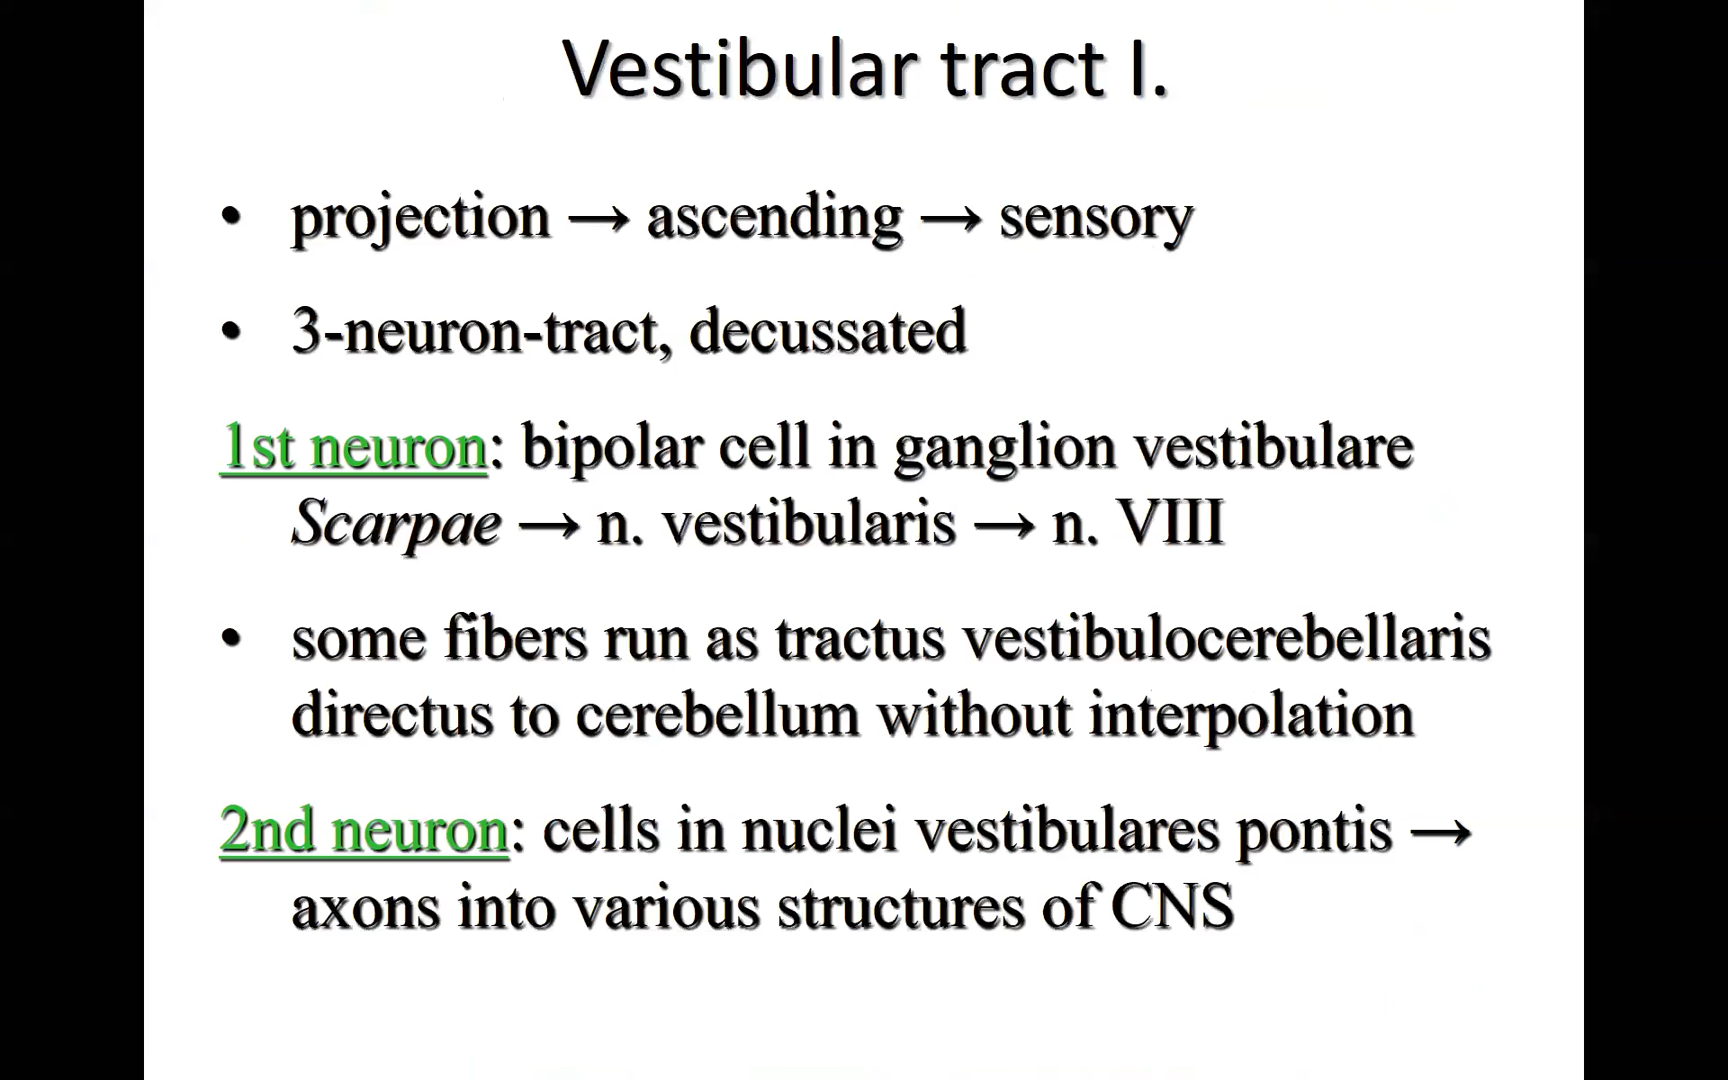 Vestibular tract I.
• projection → ascending → sensory
• 3-neuron-tract, decussated
1st neuron: bipolar cell in ganglion vestibulare
Scarpae → n. vestibularis → n. VIII
• some fibers run as tractus vestibulocerebellaris
directus to cerebellum without interpolation
2nd neuron: cells in nuclei vestibulares pontis →
axons into various structures of CNS